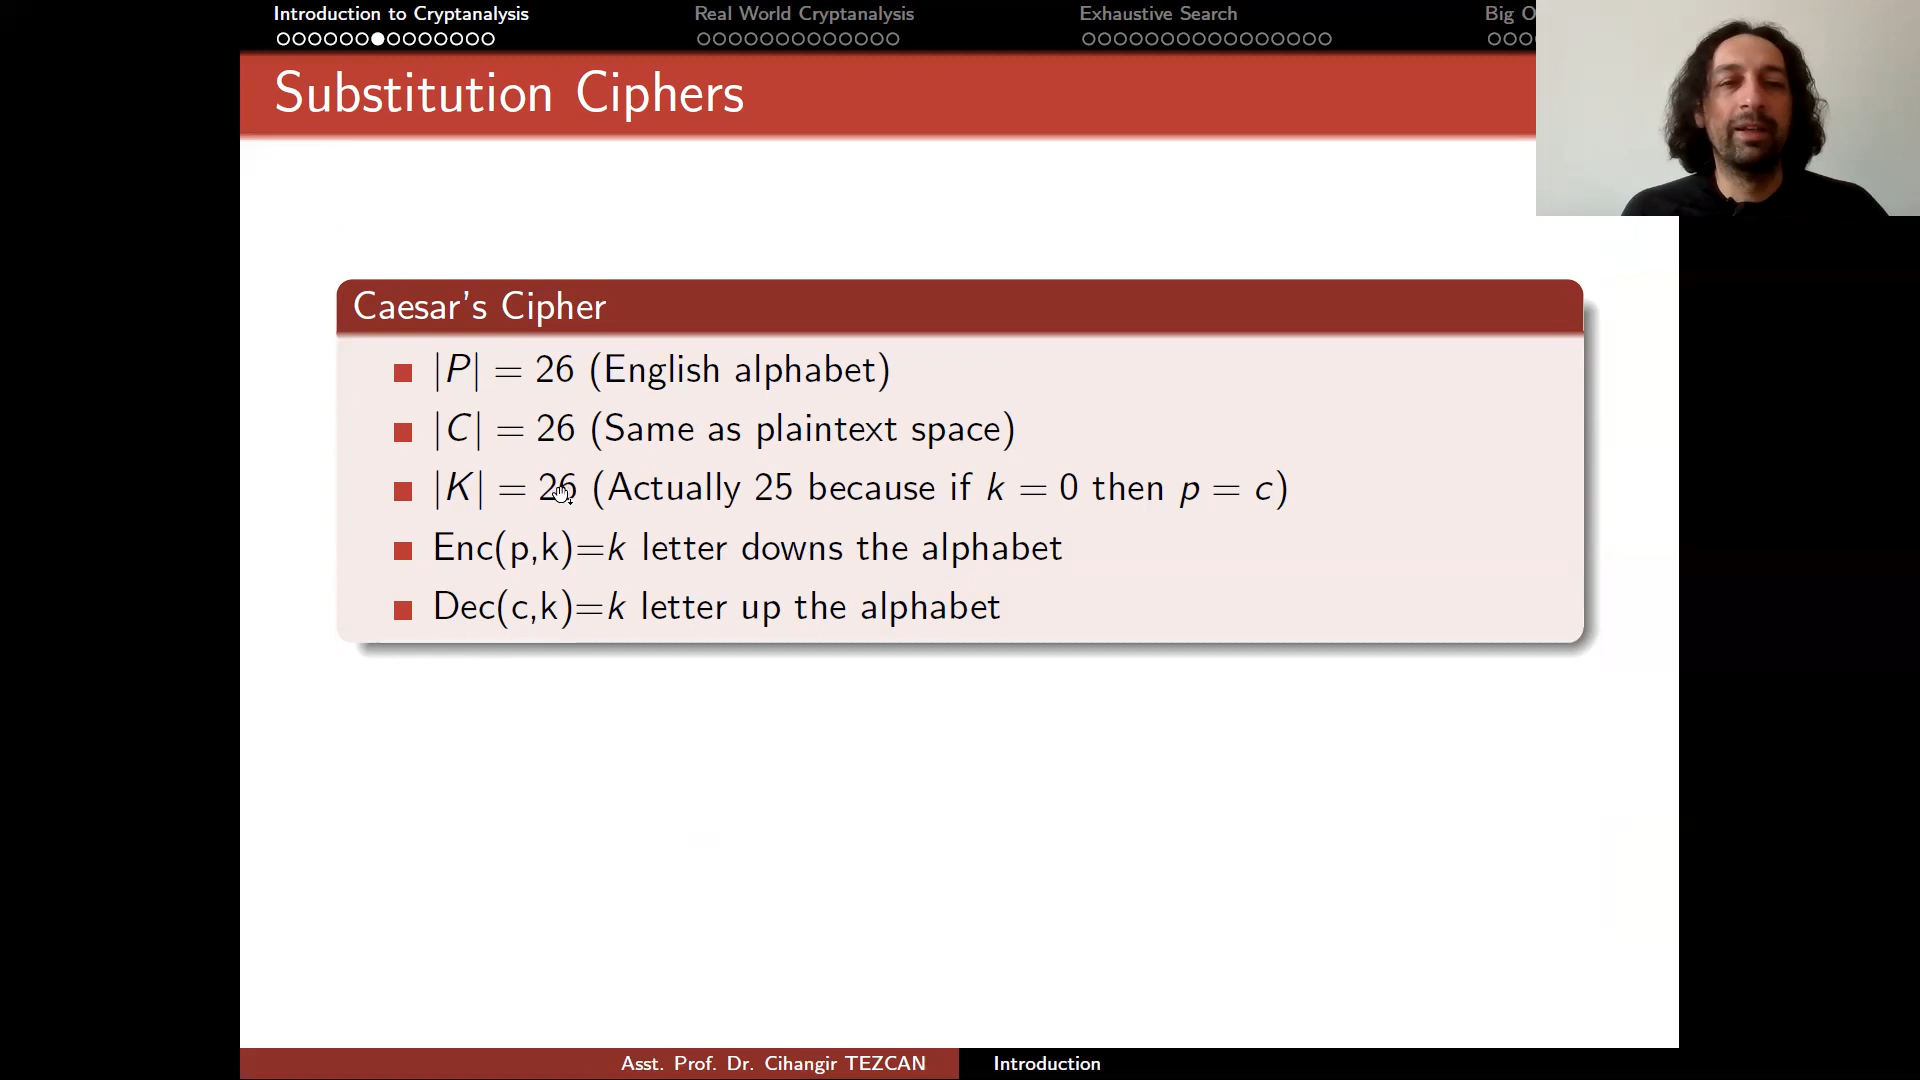 Introduction to Cryptanalysis
Real World Cryptanalysis
Exhaustive Search
Big O
Substitution Ciphers
Caesar's Cipher
|P| = 26 (English alphabet)
|C| = 26 (Same as plaintext space)
|K| = 26 (Actually 25 because if k = 0 then p = c)
Enc(p,k)=k letter downs the alphabet
Dec(c,k)=k letter up the alphabet
Asst. Prof. Dr. Cihangir TEZCAN
Introduction